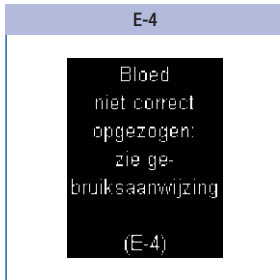 E-4
Bloed
niet correct
opgezogen:
zie ge-
bruiksaanwijzing
(E-4)